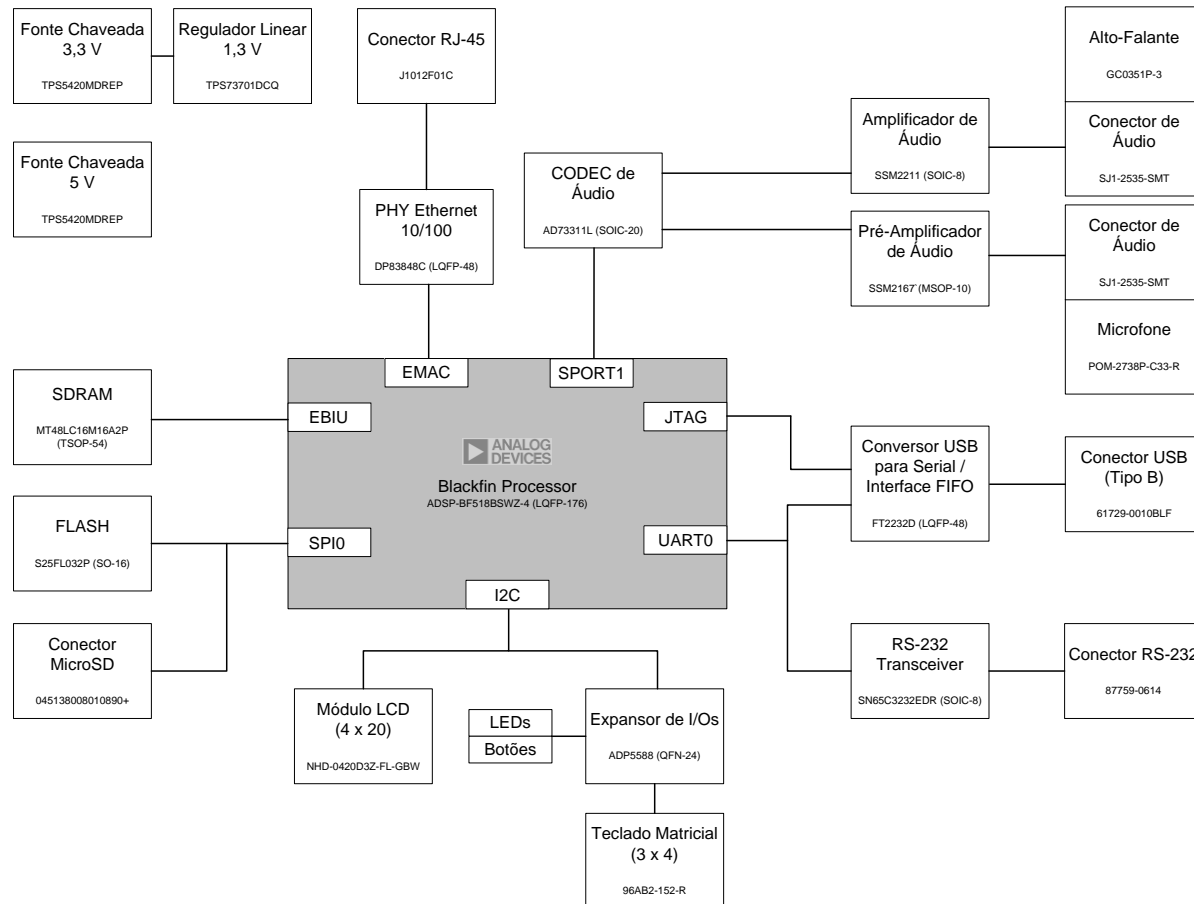 Fonte Chaveada
3,3 V
TPS5420MDREP
Regulador Linear
1,3 V
TPS73701DCQ
Conector RJ-45
J1012F01C
Alto-Falante
GC0351P-3
Fonte Chaveada
5 V
TPS5420MDREP
CODEC de
Áudio
AD73311L (SOIC-20)
Amplificador de
Áudio
SSM2211 (SOIC-8)
Conector de
Áudio
SJ1-2535-SMT
PHY Ethernet
10/100
DP83848C (LQFP-48)
Pré-Amplificador
de Áudio
SSM2167 (MSOP-10)
Conector de
Áudio
SJ1-2535-SMT
Microfone
POM-2738P-C33-R
EMAC
SPORT1
SDRAM
MT48LC16M16A2P
(TSOP-54)
EBIU
JTAG
ANALOG
DEVICES
Blackfin Processor
ADSP-BF518BSWZ-4 (LQFP-176)
Conversor USB
para Serial /
Interface FIFO
FT2232D (LQFP-48)
Conector USB
(Tipo B)
61729-0010BLF
FLASH
S25FL032P (SO-16)
SPI0
UART0
I2C
Conector
MicroSD
045138008010890+
RS-232
Transceiver
SN65C3232EDR (SOIC-8)
Conector RS-232
87759-0614
Módulo LCD
(4 x 20)
NHD-0420D3Z-FL-GBW
LEDs
Botões
Expansor de I/Os
ADP5588 (QFN-24)
Teclado Matricial
(3 x 4)
96AB2-152-R